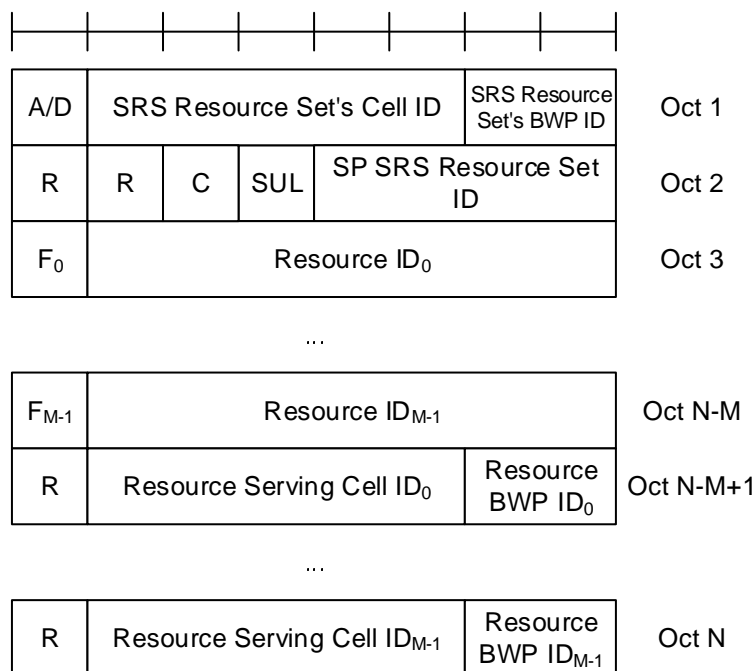 A/D SRS Resource Set's Cell ID SRS Resource Set's BWP ID Oct 1
R R C SUL SP SRS Resource Set ID Oct 2
F0 Resource ID0 Oct 3
...
FM-1 Resource IDM-1 Oct N-M
R Resource Serving Cell ID0 Resource BWP ID0 Oct N-M+1
...
R Resource Serving Cell IDM-1 Resource BWP IDM-1 Oct N